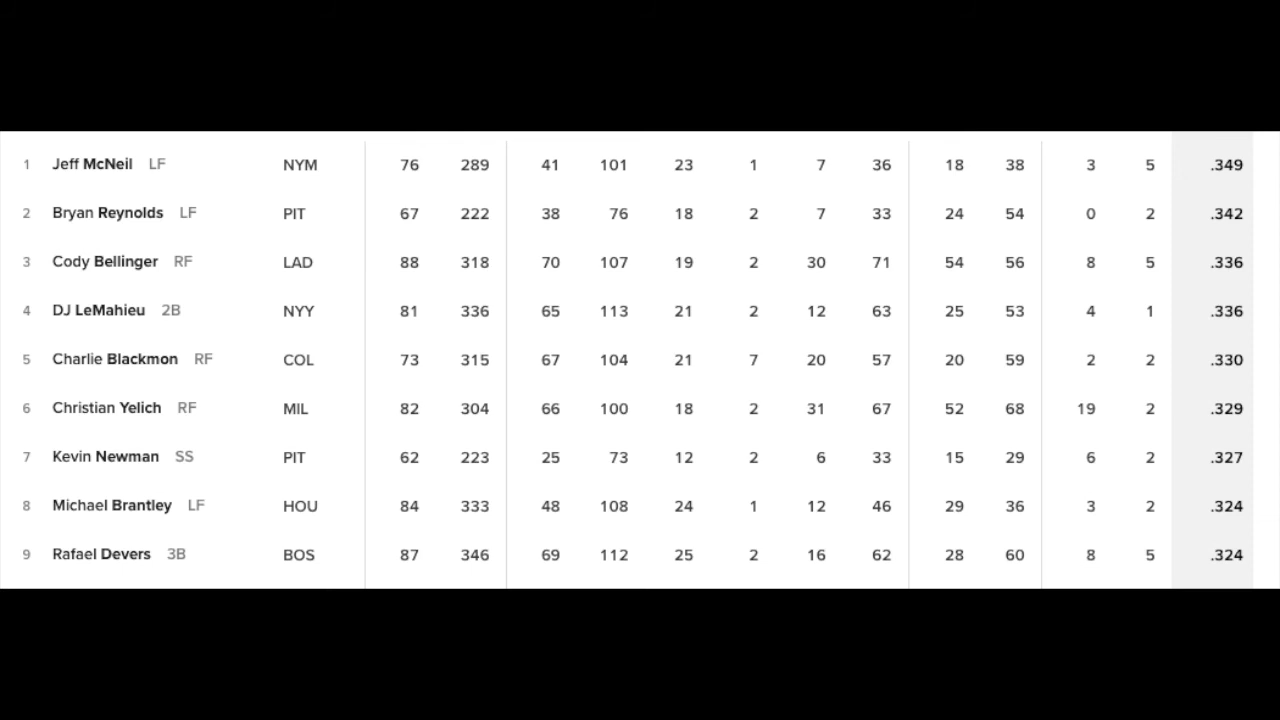 1 Jeff McNeil LF NYM 76 289 41 101 23 1 7 36 18 38 3 5 .349
2 Bryan Reynolds LF PIT 67 222 38 76 18 2 7 33 24 54 0 2 .342
3 Cody Bellinger RF LAD 88 318 70 107 19 2 30 71 54 56 8 5 .336
4 DJ LeMahieu 2B NYY 81 336 65 113 21 2 12 63 25 53 4 1 .336
5 Charlie Blackmon RF COL 73 315 67 104 21 7 20 57 20 59 2 2 .330
6 Christian Yelich RF MIL 82 304 66 100 18 2 31 67 52 68 19 2 .329
7 Kevin Newman SS PIT 62 223 25 73 12 2 6 33 15 29 6 2 .327
8 Michael Brantley LF HOU 84 333 48 108 24 1 12 46 29 36 3 2 .324
9 Rafael Devers 3B BOS 87 346 69 112 25 2 16 62 28 60 8 5 .324